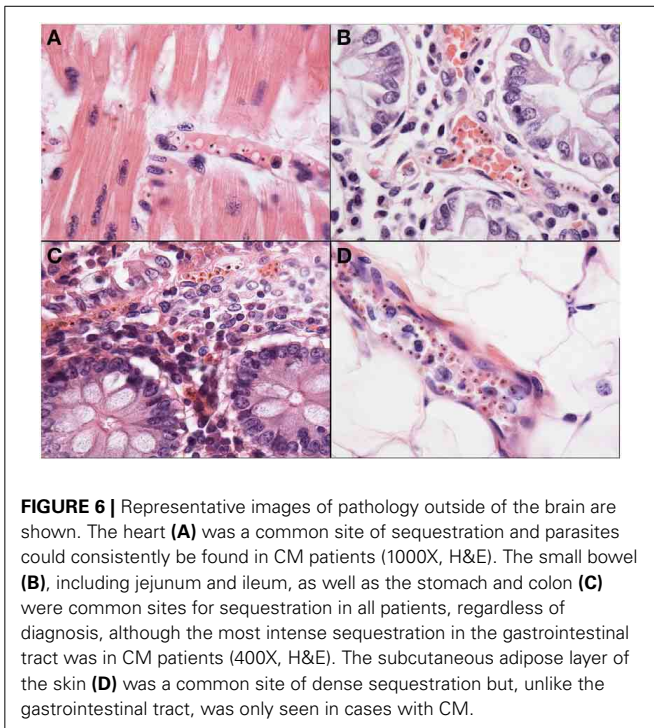 A
B
C
D
FIGURE 6 | Representative images of pathology outside of the brain are
shown. The heart (A) was a common site of sequestration and parasites
could consistently be found in CM patients (1000X, H&E). The small bowel
(B), including jejunum and ileum, as well as the stomach and colon (C)
were common sites for sequestration in all patients, regardless of
diagnosis, although the most intense sequestration in the gastrointestinal
tract was in CM patients (400X, H&E). The subcutaneous adipose layer of
the skin (D) was a common site of dense sequestration but, unlike the
gastrointestinal tract, was only seen in cases with CM.